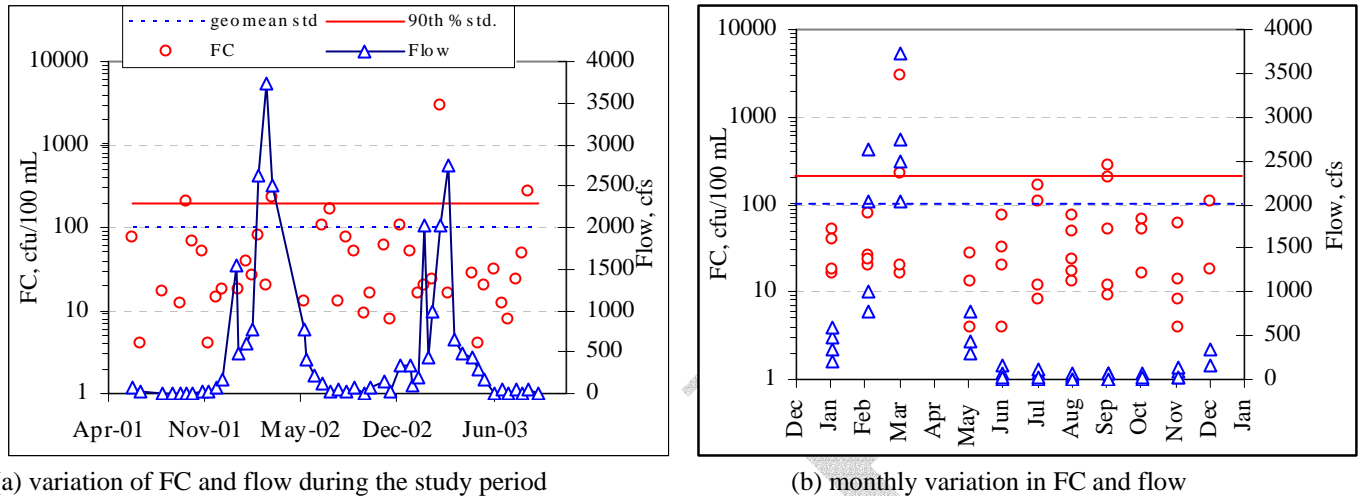 geomean std
90th % std.
FC
Flow
10000
1000
100
10
1
FC, cfu/100 mL
4000
3500
3000
2500
2000
1500
1000
500
0
Flow, cfs
Apr-01
Nov-01
May-02
Dec-02
Jun-03
(a) variation of FC and flow during the study period
10000
1000
100
10
1
FC, cfu/100 mL
4000
3500
3000
2500
2000
1500
1000
500
0
Flow, cfs
Dec
Jan
Feb
Mar
Apr
May
Jun
Jul
Aug
Sep
Oct
Nov
Dec
Jan
(b) monthly variation in FC and flow